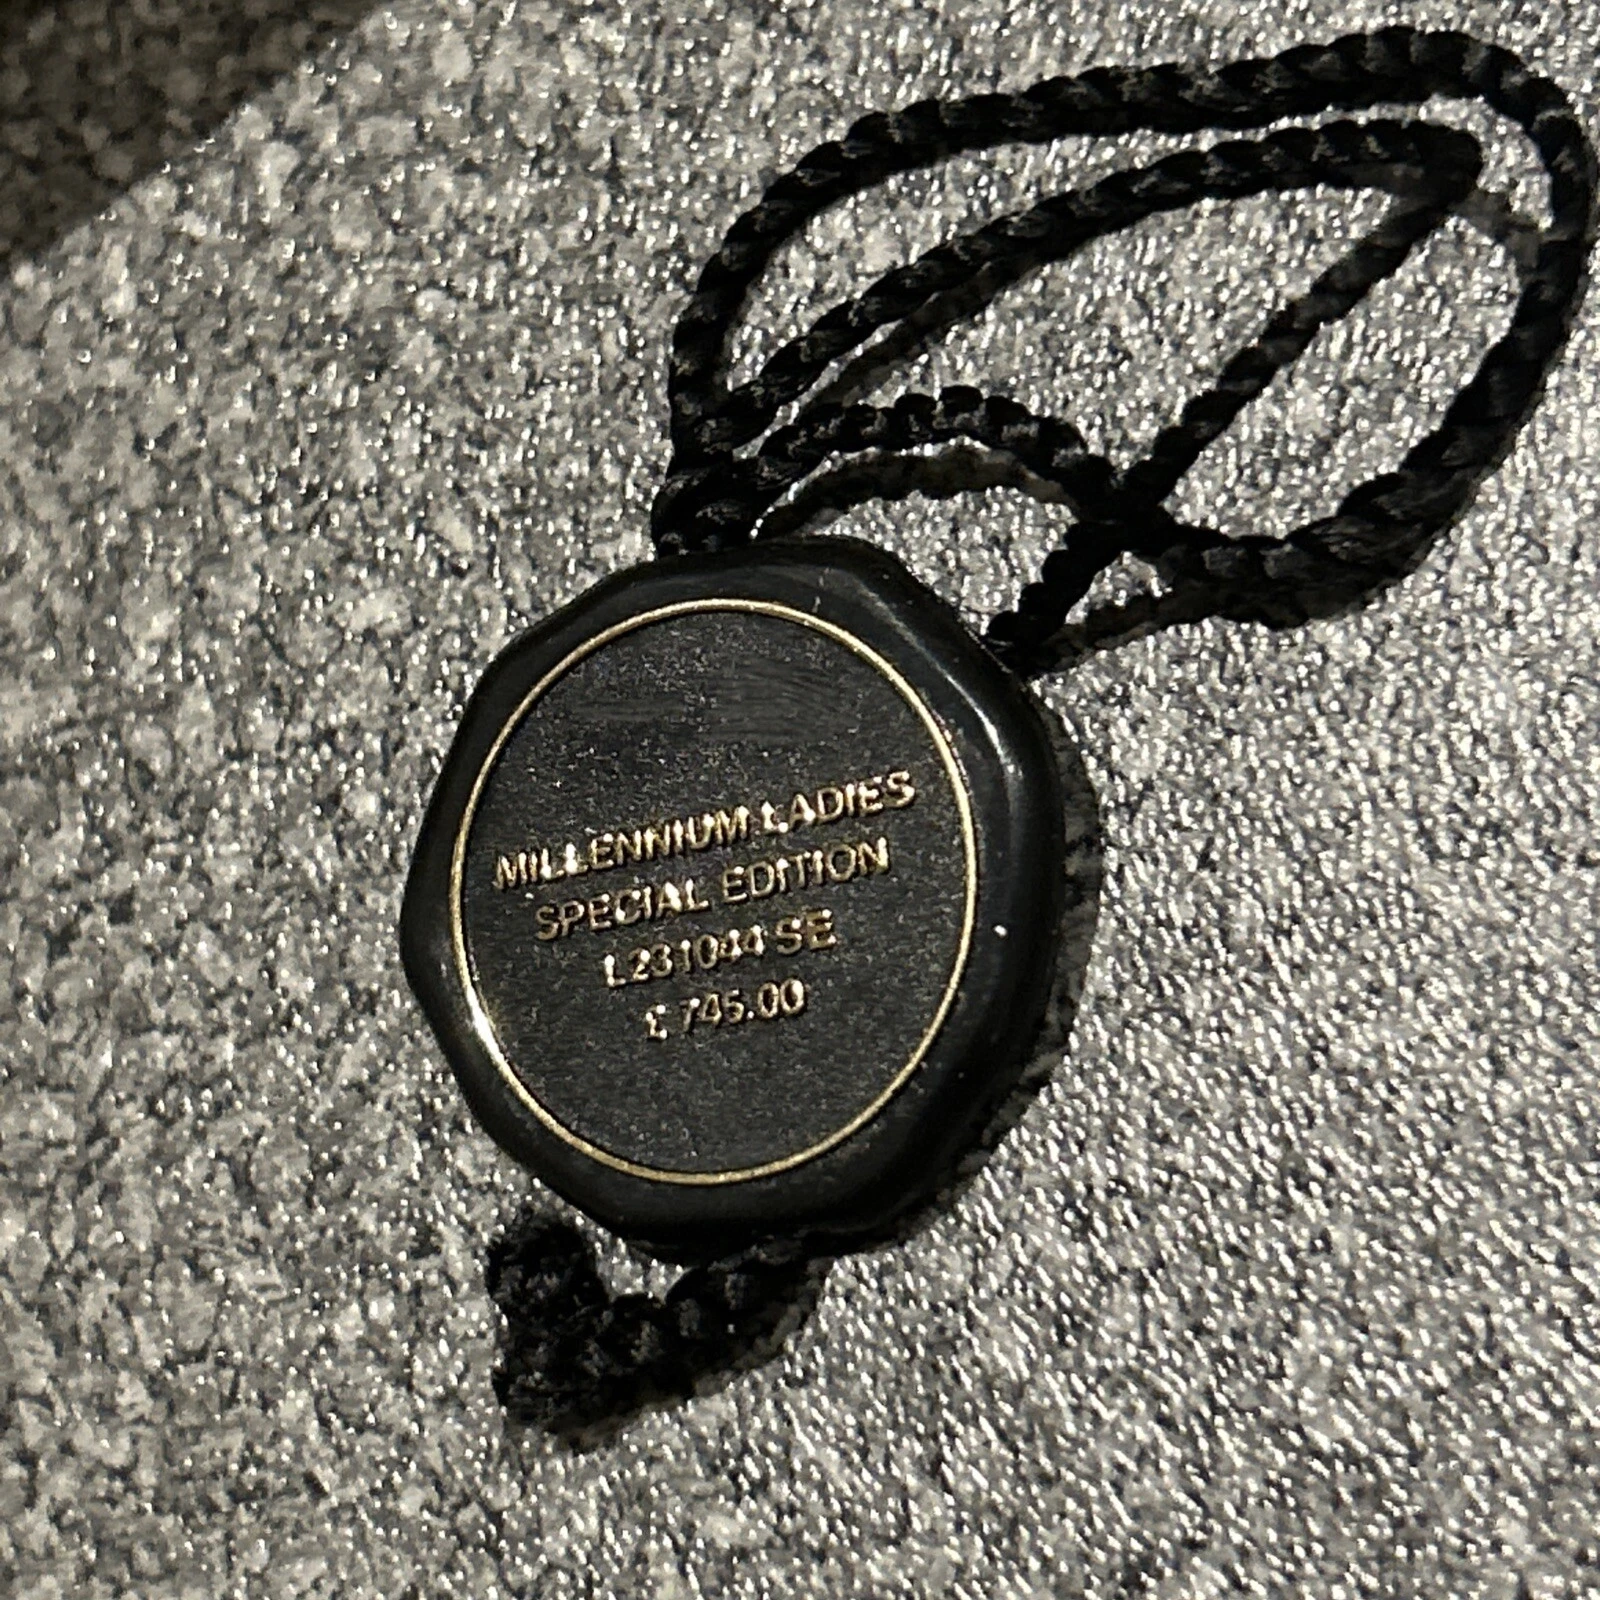 MILLENNIUM LADIES
SPECIAL EDITION
L231044 SE
£ 745.00